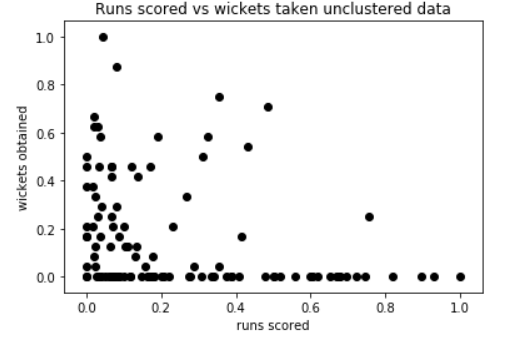 Runs scored vs wickets taken unclustered data
1.0
0.8
0.6
0.4
0.2
0.0
wickets obtained
0.0 0.2 0.4 0.6 0.8 1.0
runs scored